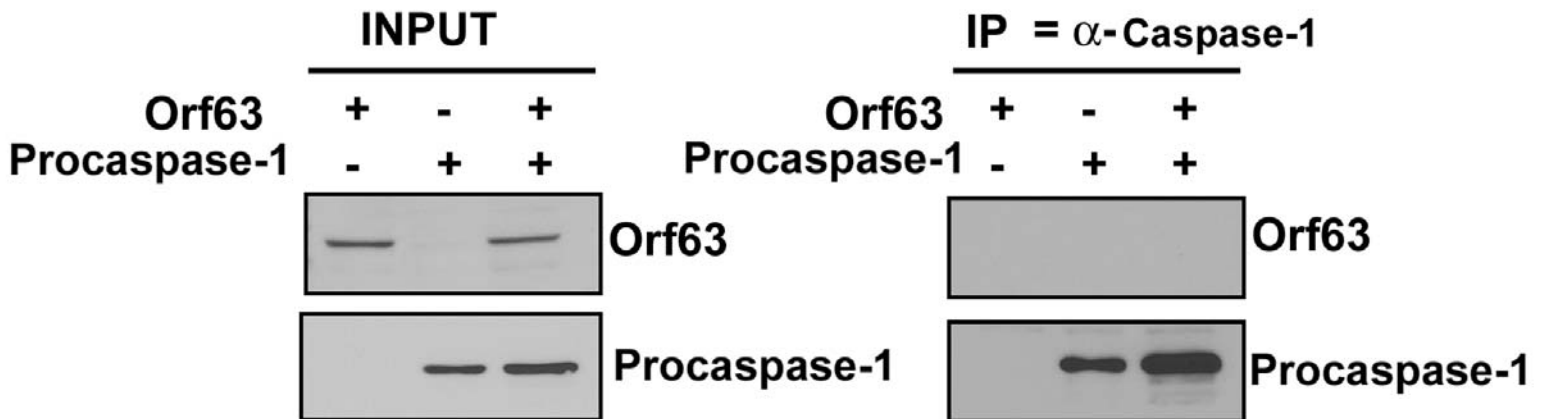 INPUT
Orf63 + - +
Procaspase-1 - + +
Orf63
Procaspase-1
IP = α-Caspase-1
Orf63 + - +
Procaspase-1 - + +
Orf63
Procaspase-1